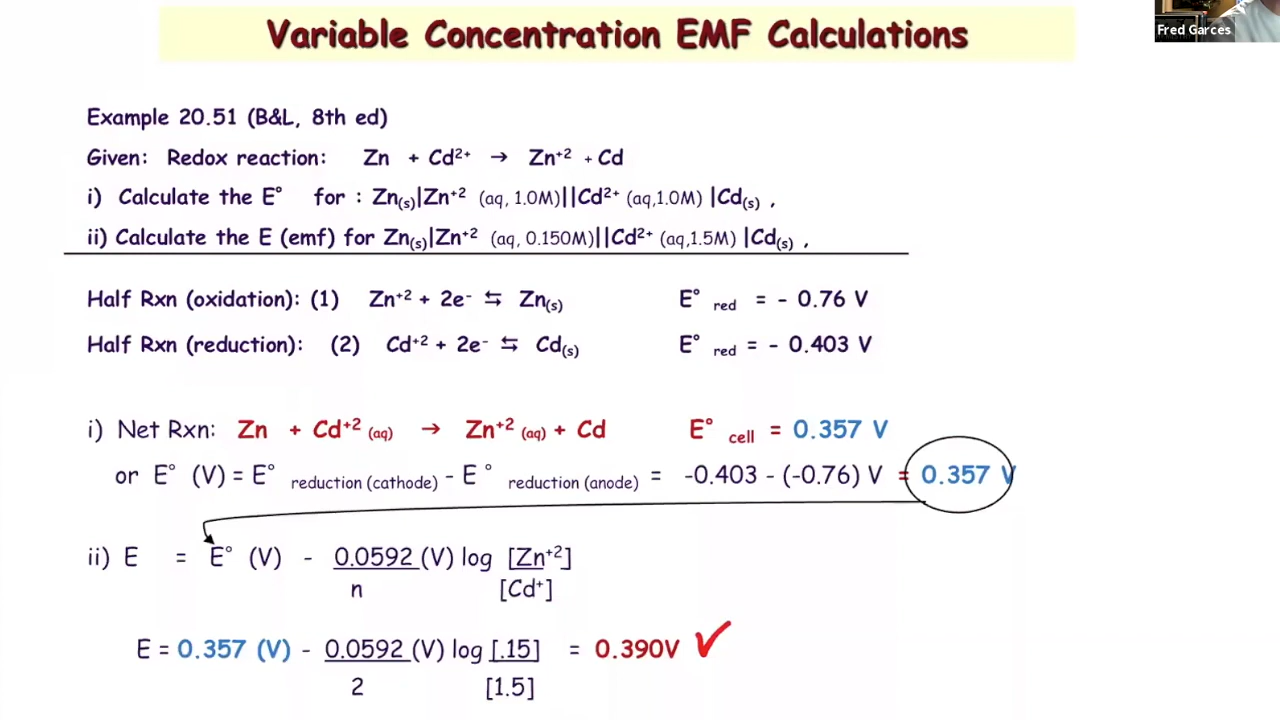 Variable Concentration EMF Calculations
Fred Garces
Example 20.51 (B&L, 8th ed)
Given: Redox reaction: Zn + Cd²⁺ → Zn⁺² + Cd
i) Calculate the E° for : Zn₍s₎|Zn⁺² (aq, 1.0M)||Cd²⁺ (aq,1.0M) |Cd₍s₎ ,
ii) Calculate the E (emf) for Zn₍s₎|Zn⁺² (aq, 0.150M)||Cd²⁺ (aq,1.5M) |Cd₍s₎ ,
Half Rxn (oxidation): (1) Zn⁺² + 2e⁻ ⇆ Zn₍s₎ E° red = - 0.76 V
Half Rxn (reduction): (2) Cd⁺² + 2e⁻ ⇆ Cd₍s₎ E° red = - 0.403 V
i) Net Rxn: Zn + Cd⁺² (aq) → Zn⁺² (aq) + Cd E° cell = 0.357 V
or E° (V) = E° reduction (cathode) - E° reduction (anode) = -0.403 - (-0.76) V = 0.357 V
ii) E = E° (V) - 0.0592 (V) log [Zn⁺²]
n [Cd⁺]
E = 0.357 (V) - 0.0592 (V) log [.15] = 0.390V ✓
2 [1.5]